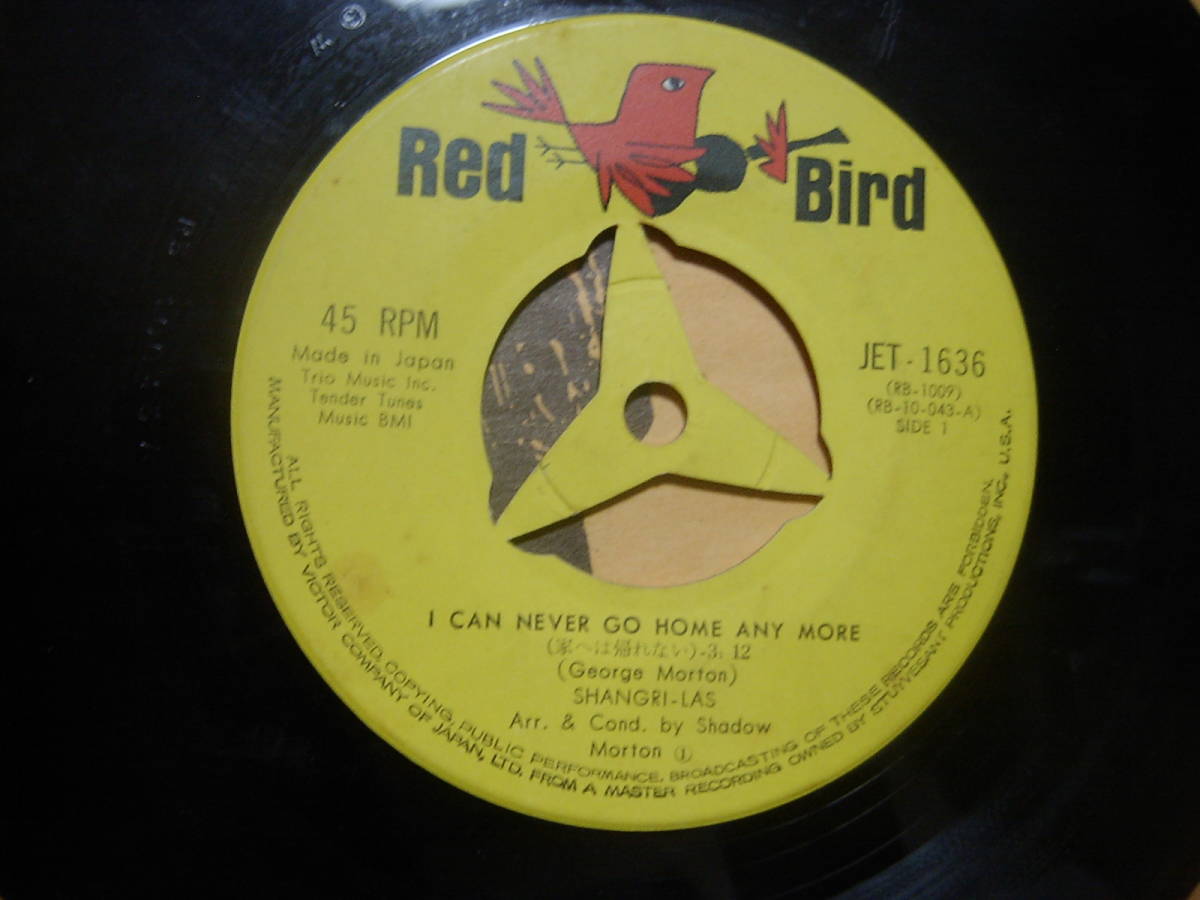 Red Bird
45 RPM
Made in Japan
Trio Music Inc.
Tender Tunes
Music BMI
JET-1636
(RB-1009)
(RB-10-043-A)
SIDE 1
I CAN NEVER GO HOME ANY MORE
(家へは帰れない)-3:12
(George Morton)
SHANGRI-LAS
Arr. & Cond. by Shadow
Morton ①
ALL RIGHTS RESERVED, COPYING, PUBLIC PERFORMANCE, BROADCASTING OF THESE RECORDS ARE FORBIDDEN.
MANUFACTURED BY VICTOR COMPANY OF JAPAN, LTD. FROM A MASTER RECORDING OWNED BY STUYVESANT PRODUCTIONS, INC. U.S.A.